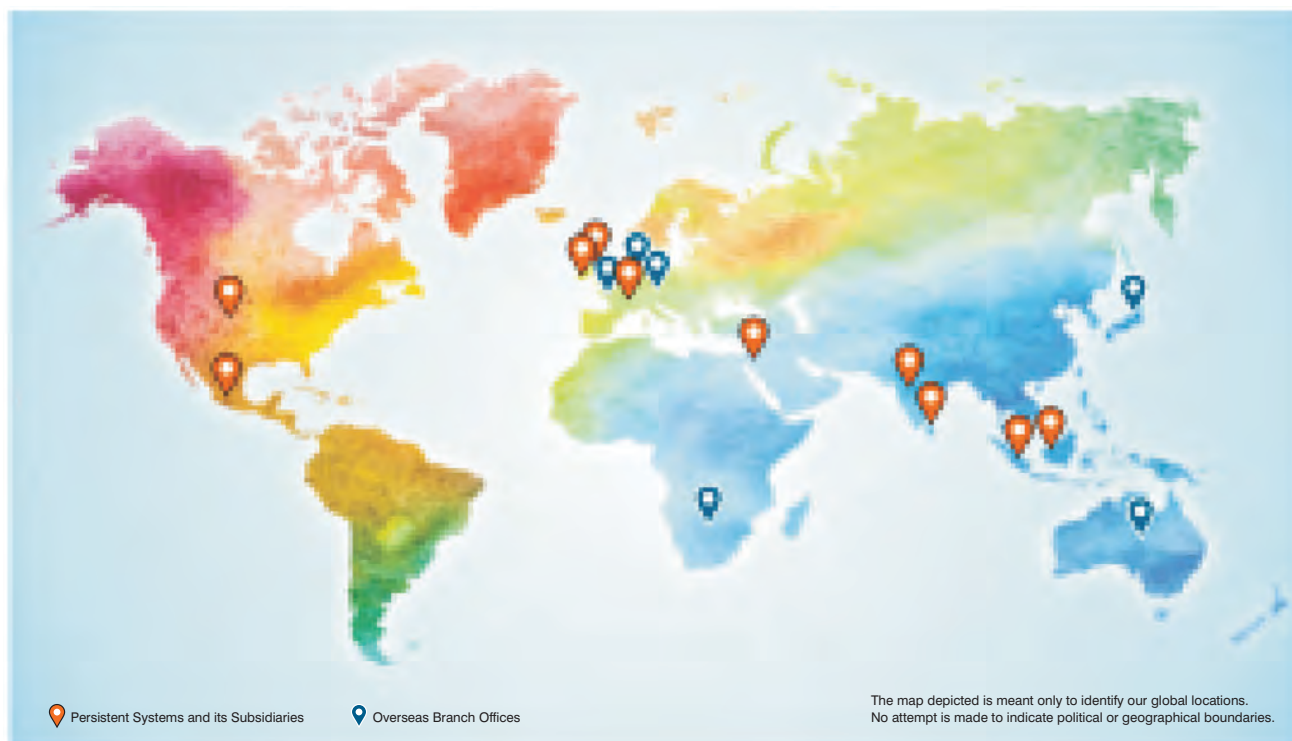 Persistent Systems and its Subsidiaries
Overseas Branch Offices
The map depicted is meant only to identify our global locations.
No attempt is made to indicate political or geographical boundaries.